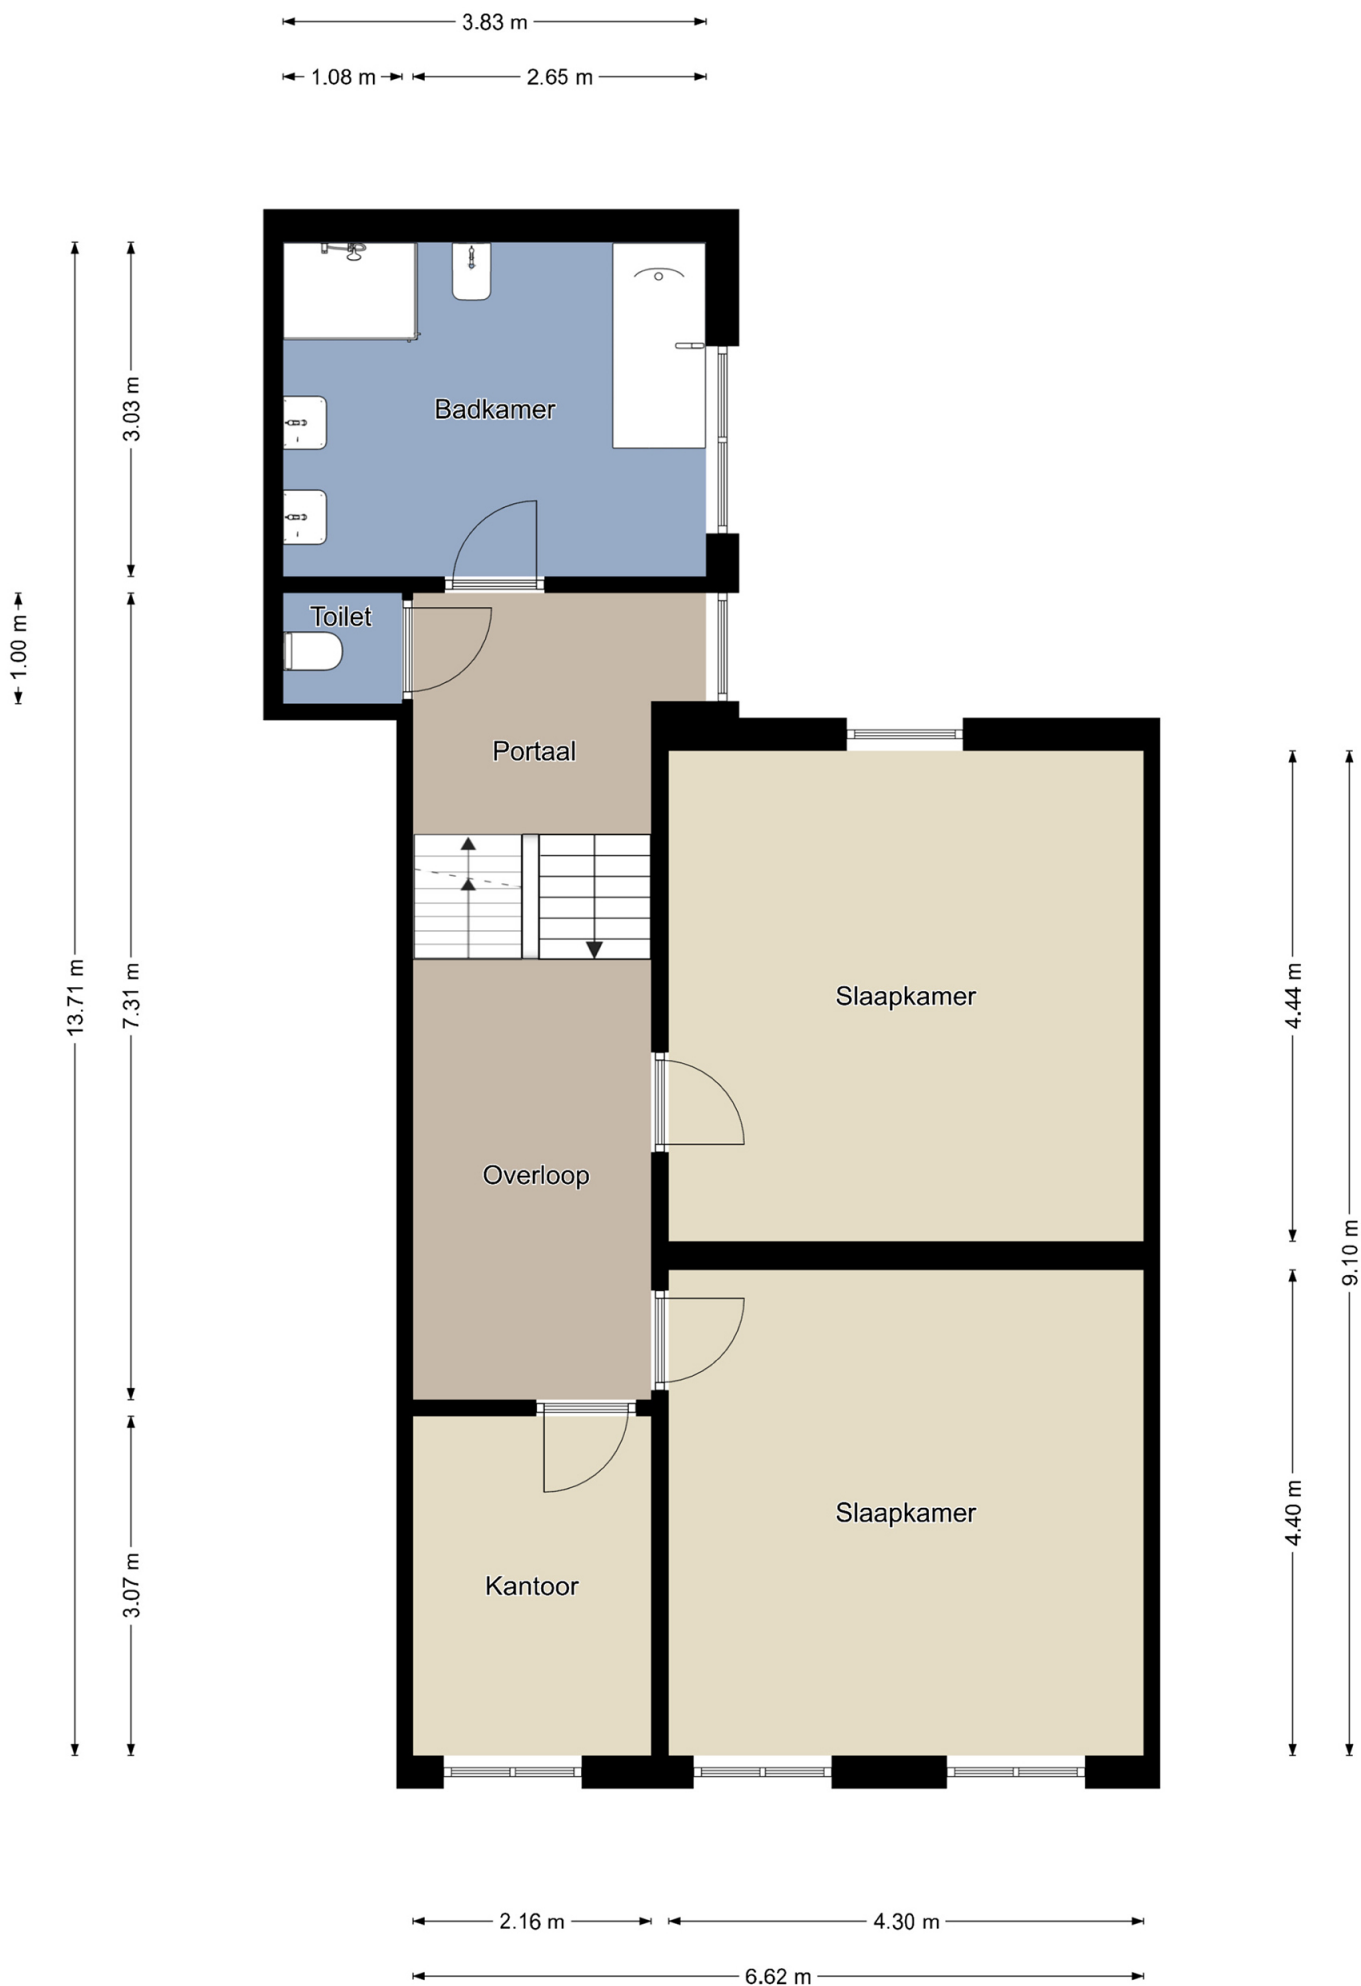 3.83 m
1.08 m
2.65 m
3.03 m
Badkamer
1.00 m
Toilet
Portaal
13.71 m
7.31 m
Slaapkamer
4.44 m
Overloop
9.10 m
Slaapkamer
4.40 m
Kantoor
3.07 m
2.16 m
4.30 m
6.62 m